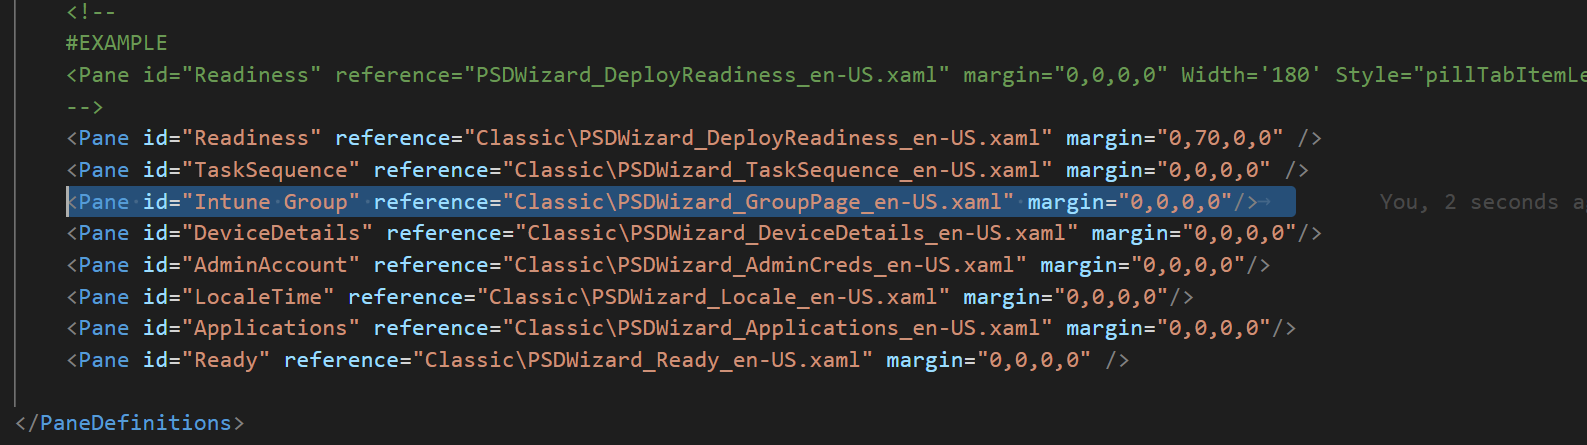 <!--
#EXAMPLE
<Pane id="Readiness" reference="PSDWizard_DeployReadiness_en-US.xaml" margin="0,0,0,0" Width='180' Style="pillTabItemLe
-->
<Pane id="Readiness" reference="Classic\PSDWizard_DeployReadiness_en-US.xaml" margin="0,70,0,0" />
<Pane id="TaskSequence" reference="Classic\PSDWizard_TaskSequence_en-US.xaml" margin="0,0,0,0" />
<Pane id="Intune Group" reference="Classic\PSDWizard_GroupPage_en-US.xaml" margin="0,0,0,0"/> You, 2 seconds a
<Pane id="DeviceDetails" reference="Classic\PSDWizard_DeviceDetails_en-US.xaml" margin="0,0,0,0"/>
<Pane id="AdminAccount" reference="Classic\PSDWizard_AdminCreds_en-US.xaml" margin="0,0,0,0"/>
<Pane id="LocaleTime" reference="Classic\PSDWizard_Locale_en-US.xaml" margin="0,0,0,0"/>
<Pane id="Applications" reference="Classic\PSDWizard_Applications_en-US.xaml" margin="0,0,0,0"/>
<Pane id="Ready" reference="Classic\PSDWizard_Ready_en-US.xaml" margin="0,0,0,0" />
</PaneDefinitions>